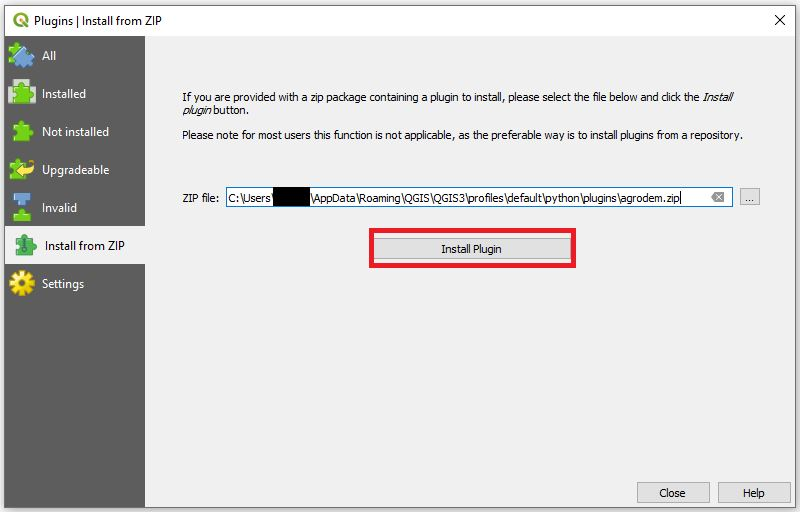 Plugins | Install from ZIP
All
Installed
Not installed
Upgradeable
Invalid
Install from ZIP
Settings
If you are provided with a zip package containing a plugin to install, please select the file below and click the Install
plugin button.
Please note for most users this function is not applicable, as the preferable way is to install plugins from a repository.
ZIP file: C:\Users\ \AppData\Roaming\QGIS\QGIS3\profiles\default\python\plugins\agrodem.zip ...
Install Plugin
Close Help